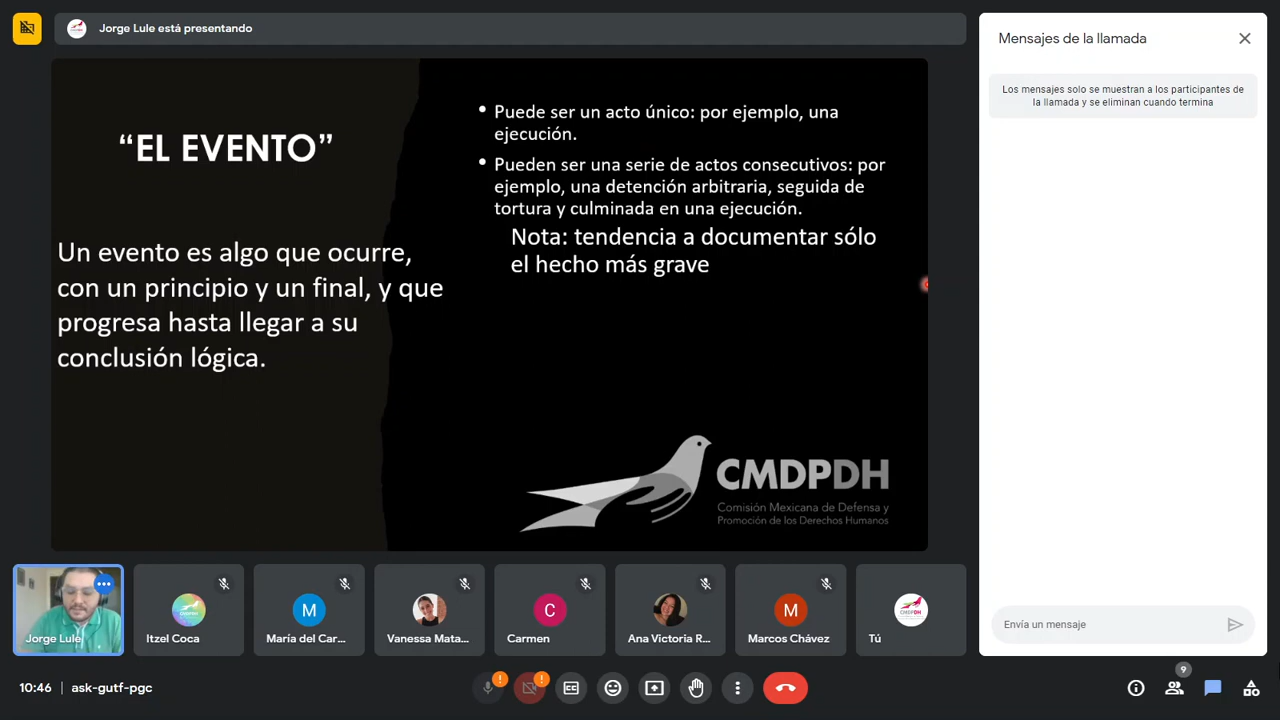 Jorge Lule está presentando
“EL EVENTO”
Un evento es algo que ocurre,
con un principio y un final, y que
progresa hasta llegar a su
conclusión lógica.
• Puede ser un acto único: por ejemplo, una
ejecución.
• Pueden ser una serie de actos consecutivos: por
ejemplo, una detención arbitraria, seguida de
tortura y culminada en una ejecución.
Nota: tendencia a documentar sólo
el hecho más grave
CMDPDH
Comisión Mexicana de Defensa y
Promoción de los Derechos Humanos
Mensajes de la llamada
Los mensajes solo se muestran a los participantes de
la llamada y se eliminan cuando termina
Envía un mensaje
Jorge Lule
Itzel Coca
M
María del Car...
Vanessa Mata...
C
Carmen
Ana Victoria R...
M
Marcos Chávez
CMDPDH
Tú
10:46 | ask-gutf-pgc
CC
9